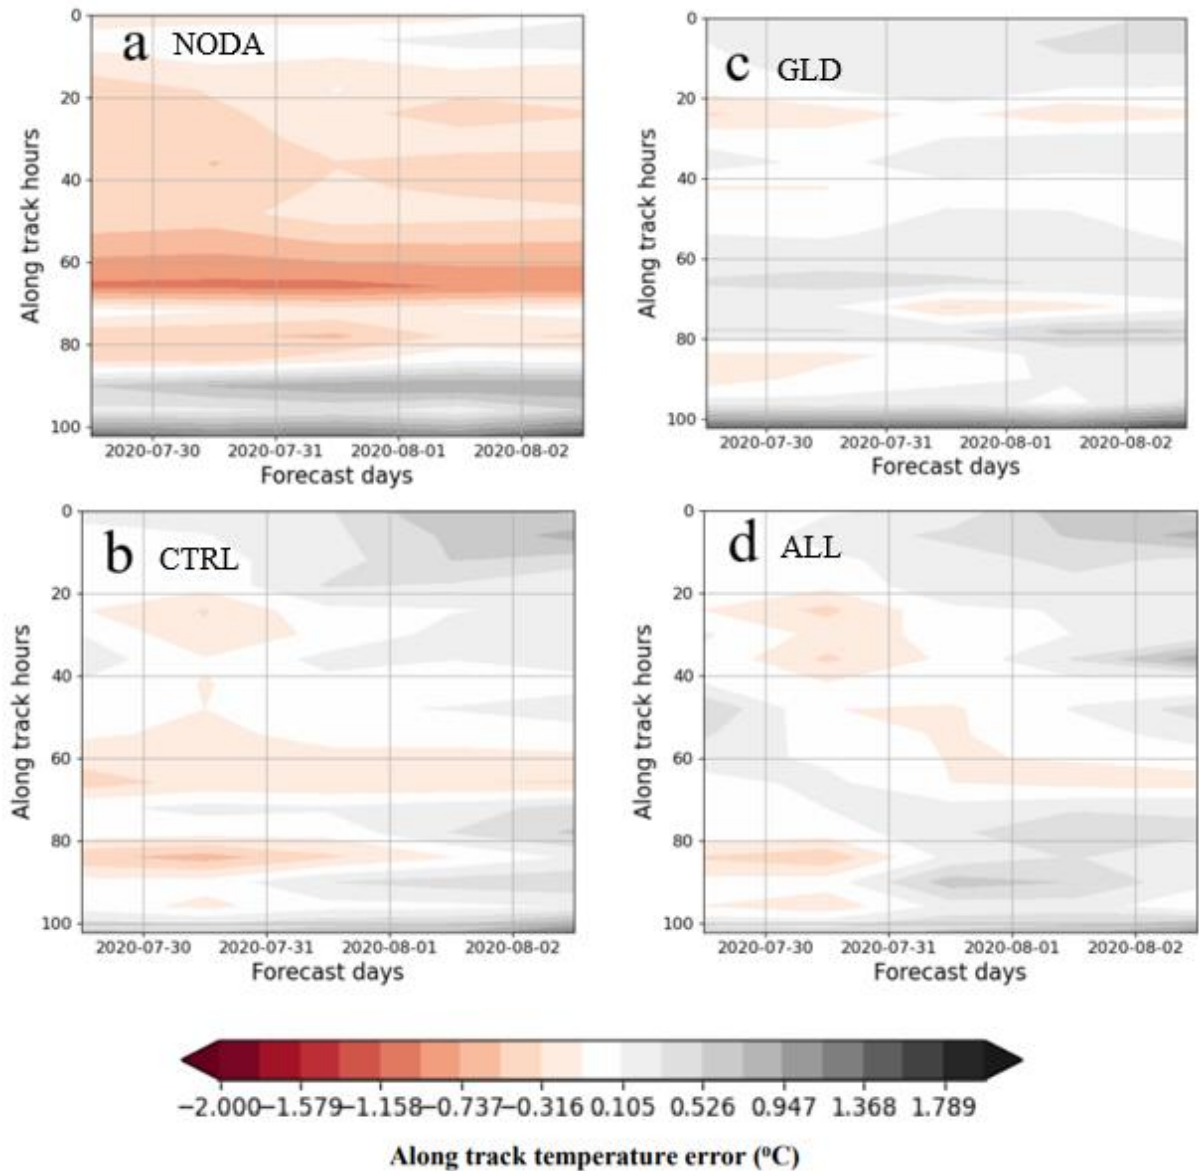 a NODA
0
20
40
60
80
100
Along track hours
2020-07-30 2020-07-31 2020-08-01 2020-08-02
Forecast days
c GLD
0
20
40
60
80
100
Along track hours
2020-07-30 2020-07-31 2020-08-01 2020-08-02
Forecast days
b CTRL
0
20
40
60
80
100
Along track hours
2020-07-30 2020-07-31 2020-08-01 2020-08-02
Forecast days
d ALL
0
20
40
60
80
100
Along track hours
2020-07-30 2020-07-31 2020-08-01 2020-08-02
Forecast days
−2.000 −1.579 −1.158 −0.737 −0.316 0.105 0.526 0.947 1.368 1.789
Along track temperature error (⁰C)